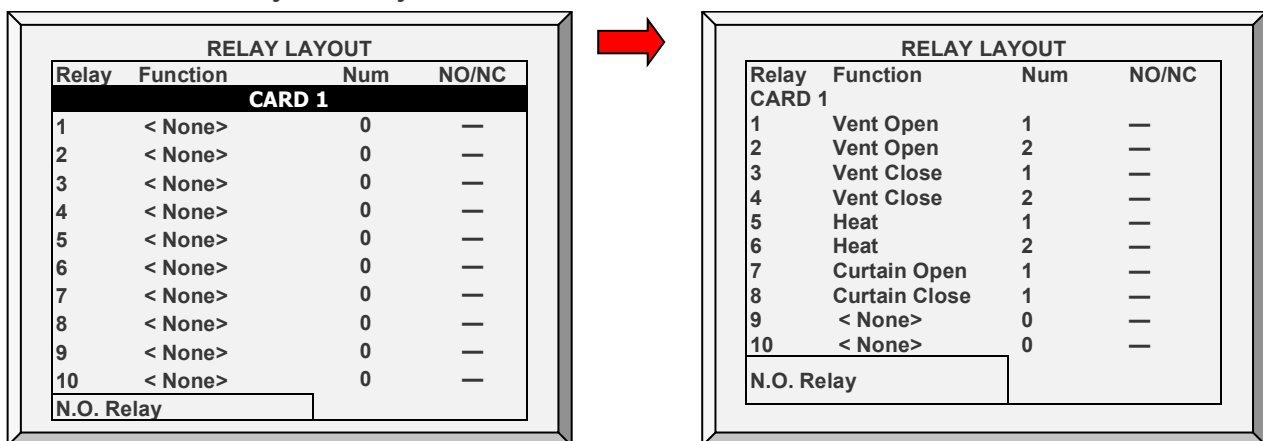 RELAY LAYOUT
Relay Function Num NO/NC
CARD 1
1 < None> 0 —
2 < None> 0 —
3 < None> 0 —
4 < None> 0 —
5 < None> 0 —
6 < None> 0 —
7 < None> 0 —
8 < None> 0 —
9 < None> 0 —
10 < None> 0 —
N.O. Relay
RELAY LAYOUT
Relay Function Num NO/NC
CARD 1
1 Vent Open 1 —
2 Vent Open 2 —
3 Vent Close 1 —
4 Vent Close 2 —
5 Heat 1 —
6 Heat 2 —
7 Curtain Open 1 —
8 Curtain Close 1 —
9 < None> 0 —
10 < None> 0 —
N.O. Relay